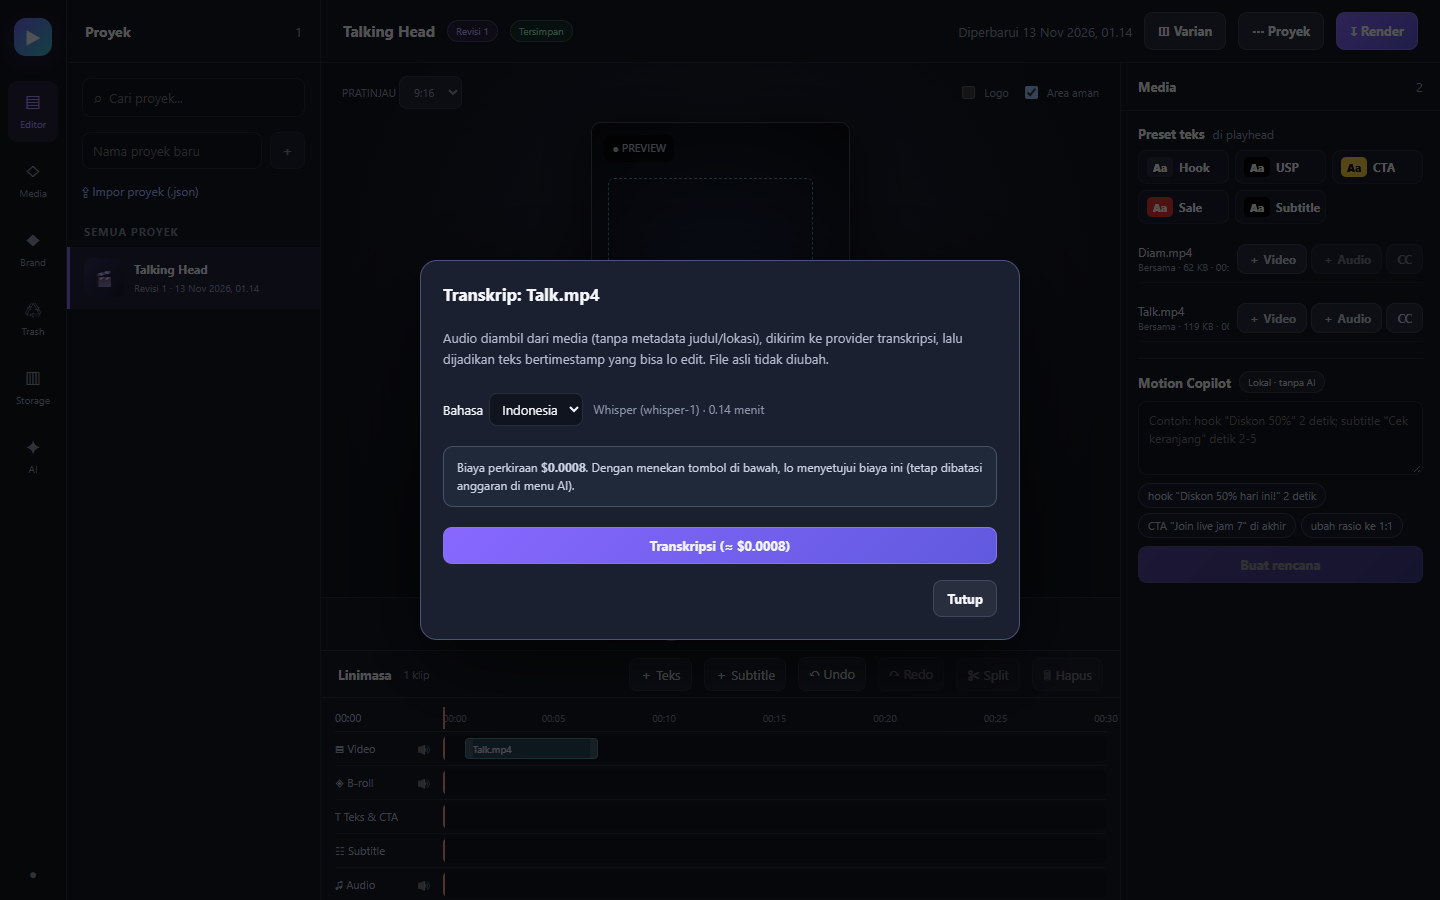 Editor
Media
Brand
Trash
Storage
AI
Proyek 1
Cari proyek...
Nama proyek baru +
Impor proyek (.json)
SEMUA PROYEK
Talking Head
Revisi 1 · 13 Nov 2026, 01.14
Talking Head Revisi 1 Tersimpan
Diperbarui 13 Nov 2026, 01.14 Varian ··· Proyek Render
PRATINJAU 9:16 Logo Area aman
● PREVIEW
Transkrip: Talk.mp4
Audio diambil dari media (tanpa metadata judul/lokasi), dikirim ke provider transkripsi, lalu
dijadikan teks bertimestamp yang bisa lo edit. File asli tidak diubah.
Bahasa Indonesia Whisper (whisper-1) · 0.14 menit
Biaya perkiraan $0.0008. Dengan menekan tombol di bawah, lo menyetujui biaya ini (tetap dibatasi
anggaran di menu AI).
Transkripsi (≈ $0.0008)
Tutup
Media 2
Preset teks di playhead
Aa Hook Aa USP Aa CTA
Aa Sale Aa Subtitle
Diam.mp4
Bersama · 62 KB · 00:
+ Video + Audio CC
Talk.mp4
Bersama · 119 KB · 0(
+ Video + Audio CC
Motion Copilot Lokal · tanpa AI
Contoh: hook "Diskon 50%" 2 detik; subtitle "Cek
keranjang" detik 2-5
hook "Diskon 50% hari ini!" 2 detik
CTA "Join live jam 7" di akhir ubah rasio ke 1:1
Buat rencana
Linimasa 1 klip + Teks + Subtitle Undo Redo Split Hapus
00:00 00:00 00:05 00:10 00:15 00:20 00:25 00:30
Video Talk.mp4
B-roll
T Teks & CTA
Subtitle
Audio